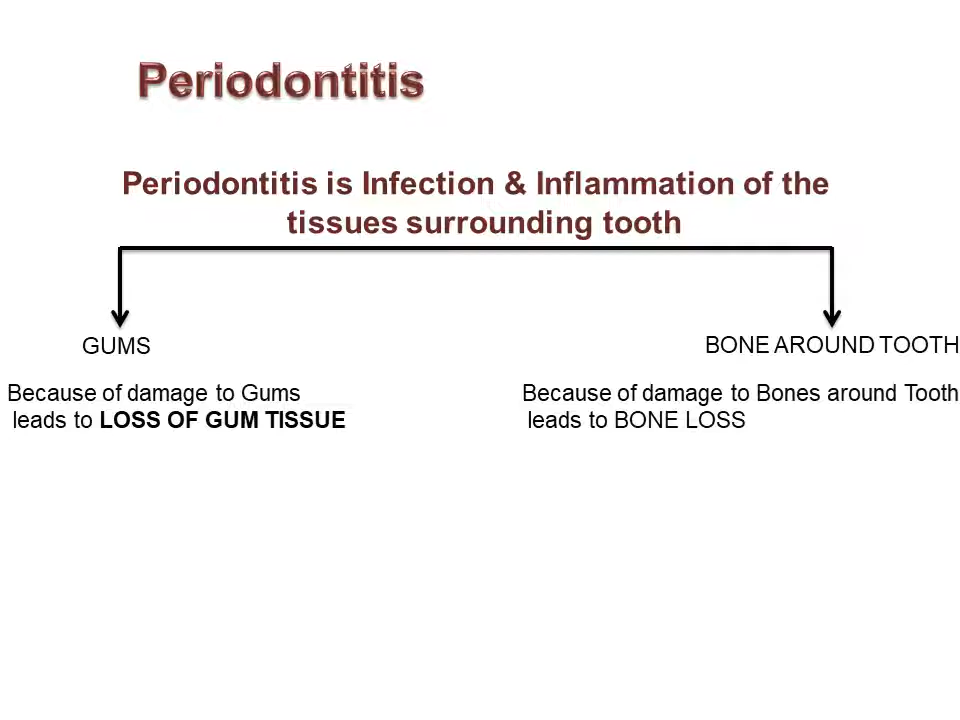 Periodontitis
Periodontitis is Infection & Inflammation of the
tissues surrounding tooth
GUMS
BONE AROUND TOOTH
Because of damage to Gums
leads to LOSS OF GUM TISSUE
Because of damage to Bones around Tooth
leads to BONE LOSS